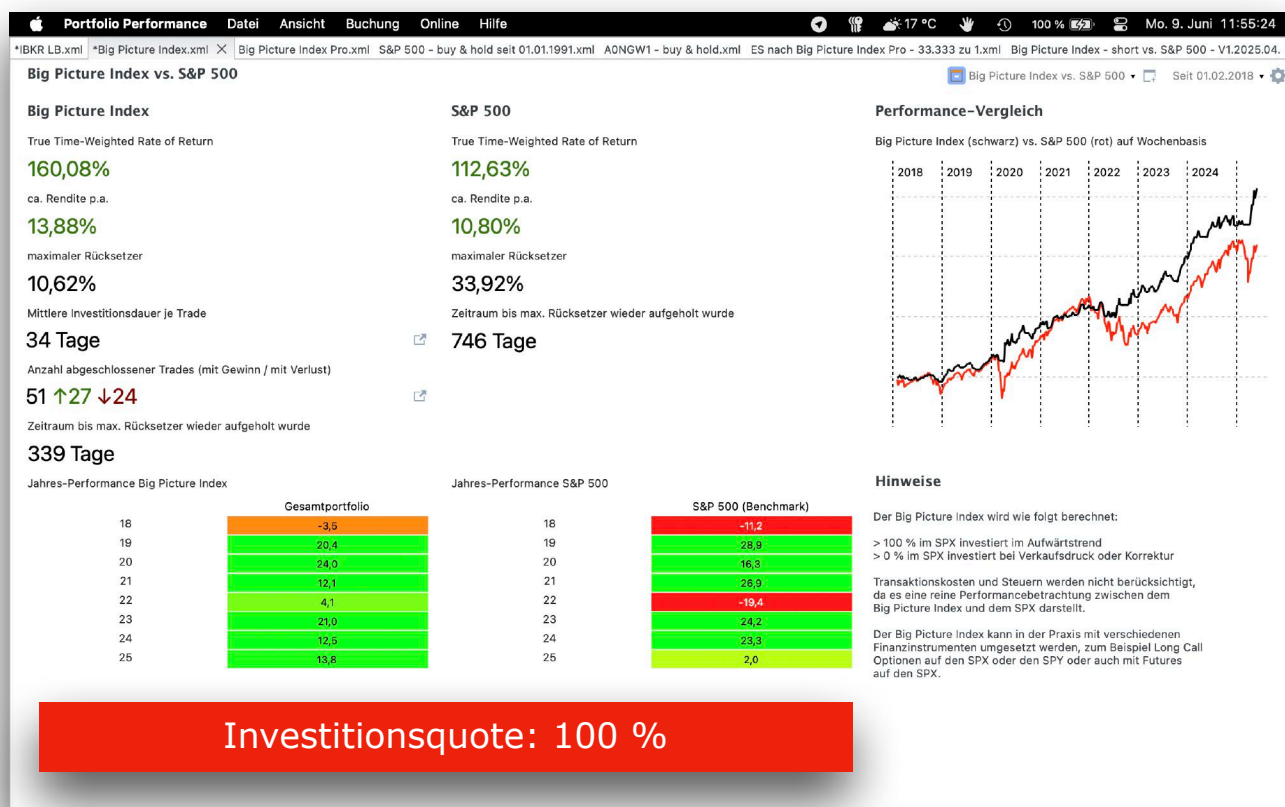 Portfolio Performance Datei Ansicht Buchung Online Hilfe 17 °C 100 % Mo. 9. Juni 11:55:24
*IBKR LB.xml *Big Picture Index.xml Big Picture Index Pro.xml S&P 500 - buy & hold seit 01.01.1991.xml A0NGW1 - buy & hold.xml ES nach Big Picture Index Pro - 33.333 zu 1.xml Big Picture Index - short vs. S&P 500 - V1.2025.04.
Big Picture Index vs. S&P 500
Big Picture Index vs. S&P 500 Seit 01.02.2018
Big Picture Index
True Time-Weighted Rate of Return
160,08%
ca. Rendite p.a.
13,88%
maximaler Rücksetzer
10,62%
Mittlere Investitionsdauer je Trade
34 Tage
Anzahl abgeschlossener Trades (mit Gewinn / mit Verlust)
51 ↑27 ↓24
Zeitraum bis max. Rücksetzer wieder aufgeholt wurde
339 Tage
S&P 500
True Time-Weighted Rate of Return
112,63%
ca. Rendite p.a.
10,80%
maximaler Rücksetzer
33,92%
Zeitraum bis max. Rücksetzer wieder aufgeholt wurde
746 Tage
Performance-Vergleich
Big Picture Index (schwarz) vs. S&P 500 (rot) auf Wochenbasis
2018 2019 2020 2021 2022 2023 2024
Jahres-Performance Big Picture Index
Gesamtportfolio
18 -3,5
19 20,4
20 24,0
21 12,1
22 4,1
23 21,0
24 12,5
25 13,8
Jahres-Performance S&P 500
S&P 500 (Benchmark)
18 -11,2
19 28,9
20 16,3
21 26,9
22 -19,4
23 24,2
24 23,3
25 2,0
Hinweise
Der Big Picture Index wird wie folgt berechnet:
> 100 % im SPX investiert im Aufwärtstrend
> 0 % im SPX investiert bei Verkaufsdruck oder Korrektur
Transaktionskosten und Steuern werden nicht berücksichtigt,
da es eine reine Performancebetrachtung zwischen dem
Big Picture Index und dem SPX darstellt.
Der Big Picture Index kann in der Praxis mit verschiedenen
Finanzinstrumenten umgesetzt werden, zum Beispiel Long Call
Optionen auf den SPX oder den SPY oder auch mit Futures
auf den SPX.
Investitionsquote: 100 %